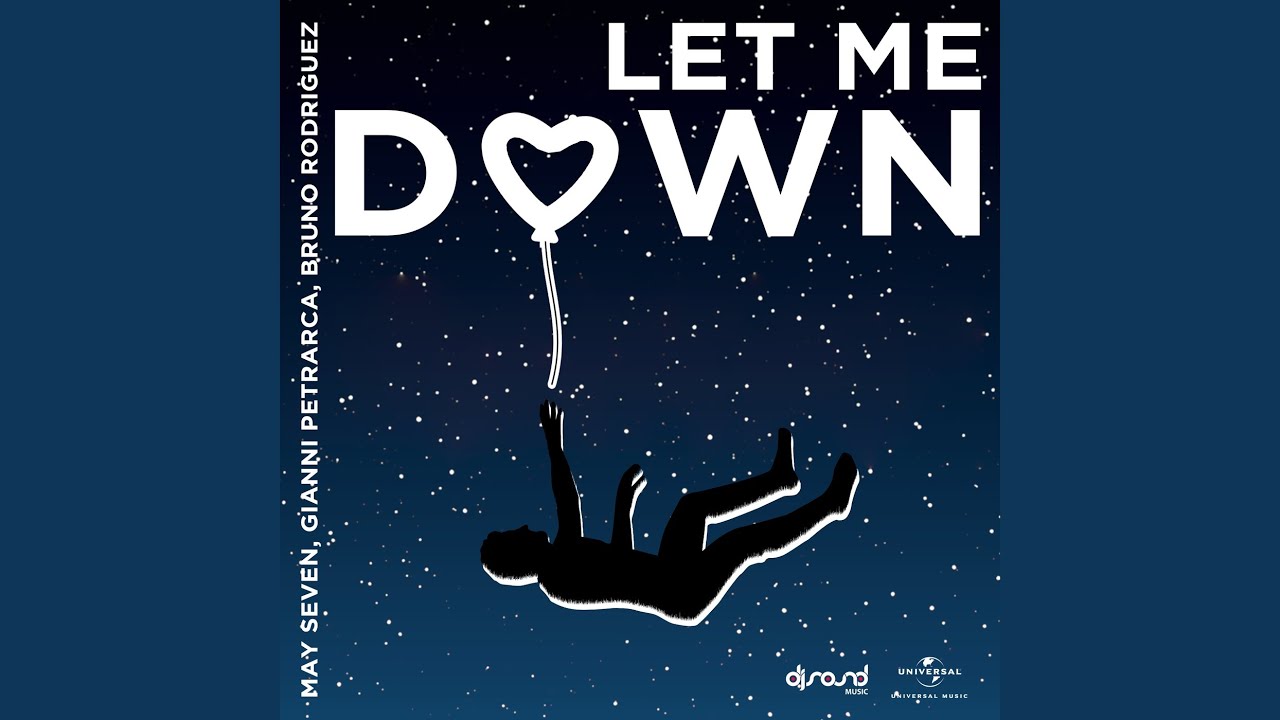 LET ME
DOWN
MAY SEVEN, GIANNI PETRARCA, BRUNO RODRIGUEZ
dj sound
MUSIC
UNIVERSAL
UNIVERSAL MUSIC